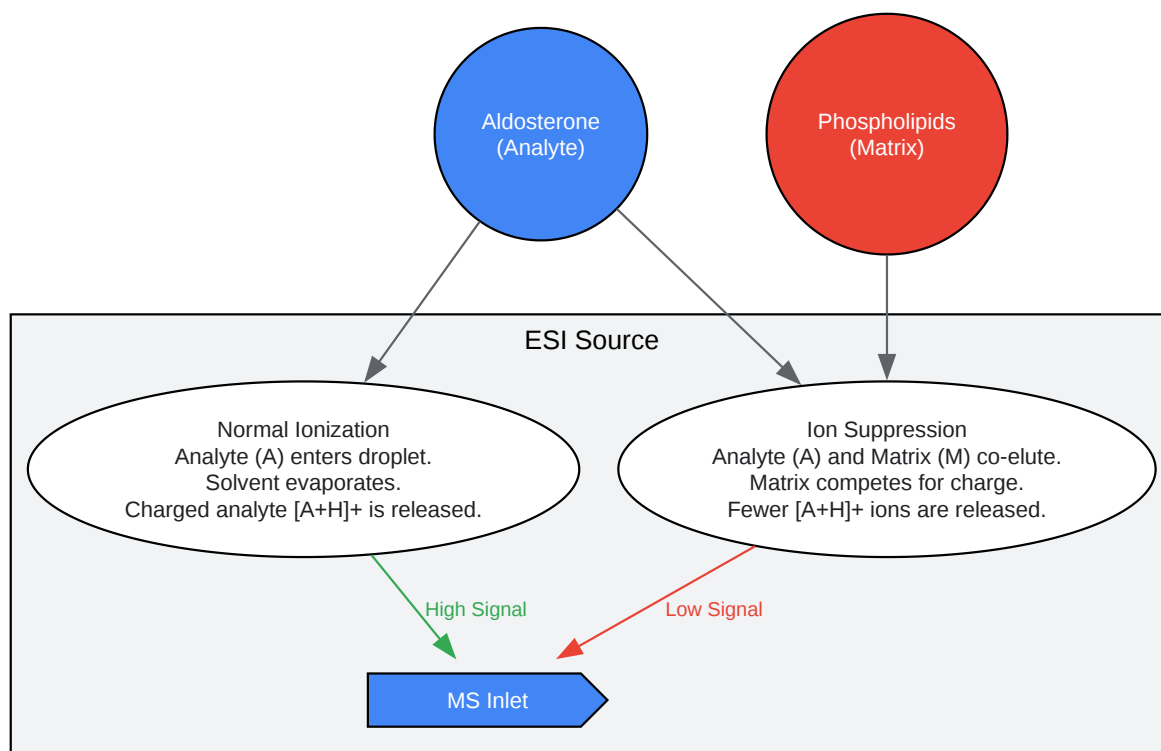 Aldosterone
(Analyte)
Phospholipids
(Matrix)
ESI Source
Normal Ionization
Analyte (A) enters droplet.
Solvent evaporates.
Charged analyte [A+H]+ is released.
Ion Suppression
Analyte (A) and Matrix (M) co-elute.
Matrix competes for charge.
Fewer [A+H]+ ions are released.
High Signal
Low Signal
MS Inlet